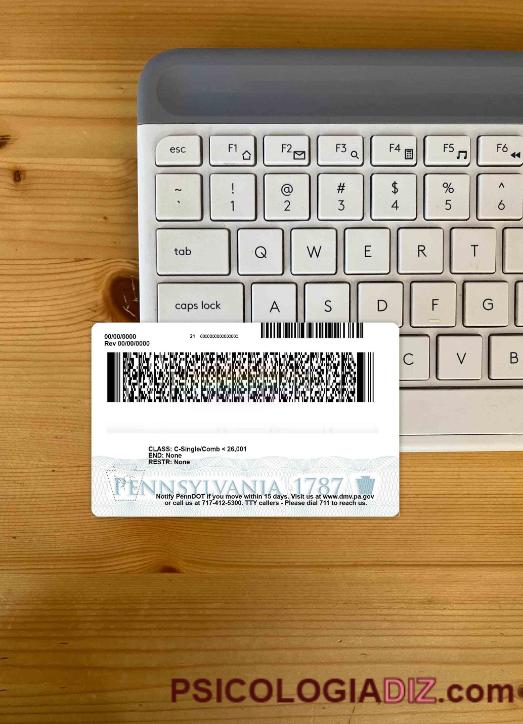 esc F1 F2 F3 F4 F5 F6
~ ! @ # $ % ^
` 1 2 3 4 5 6
tab Q W E R T
caps lock A S D F G
C V B
00/00/0000
Rev 00/00/0000
21
CLASS: C-Single/Comb < 26,001
END: None
RESTR: None
PENNSYLVANIA 1787
Notify PennDOT if you move within 15 days. Visit us at www.dmv.pa.gov
or call us at 717-412-5300. TTY callers - Please dial 711 to reach us.
PSICOLOGIADIZ.com